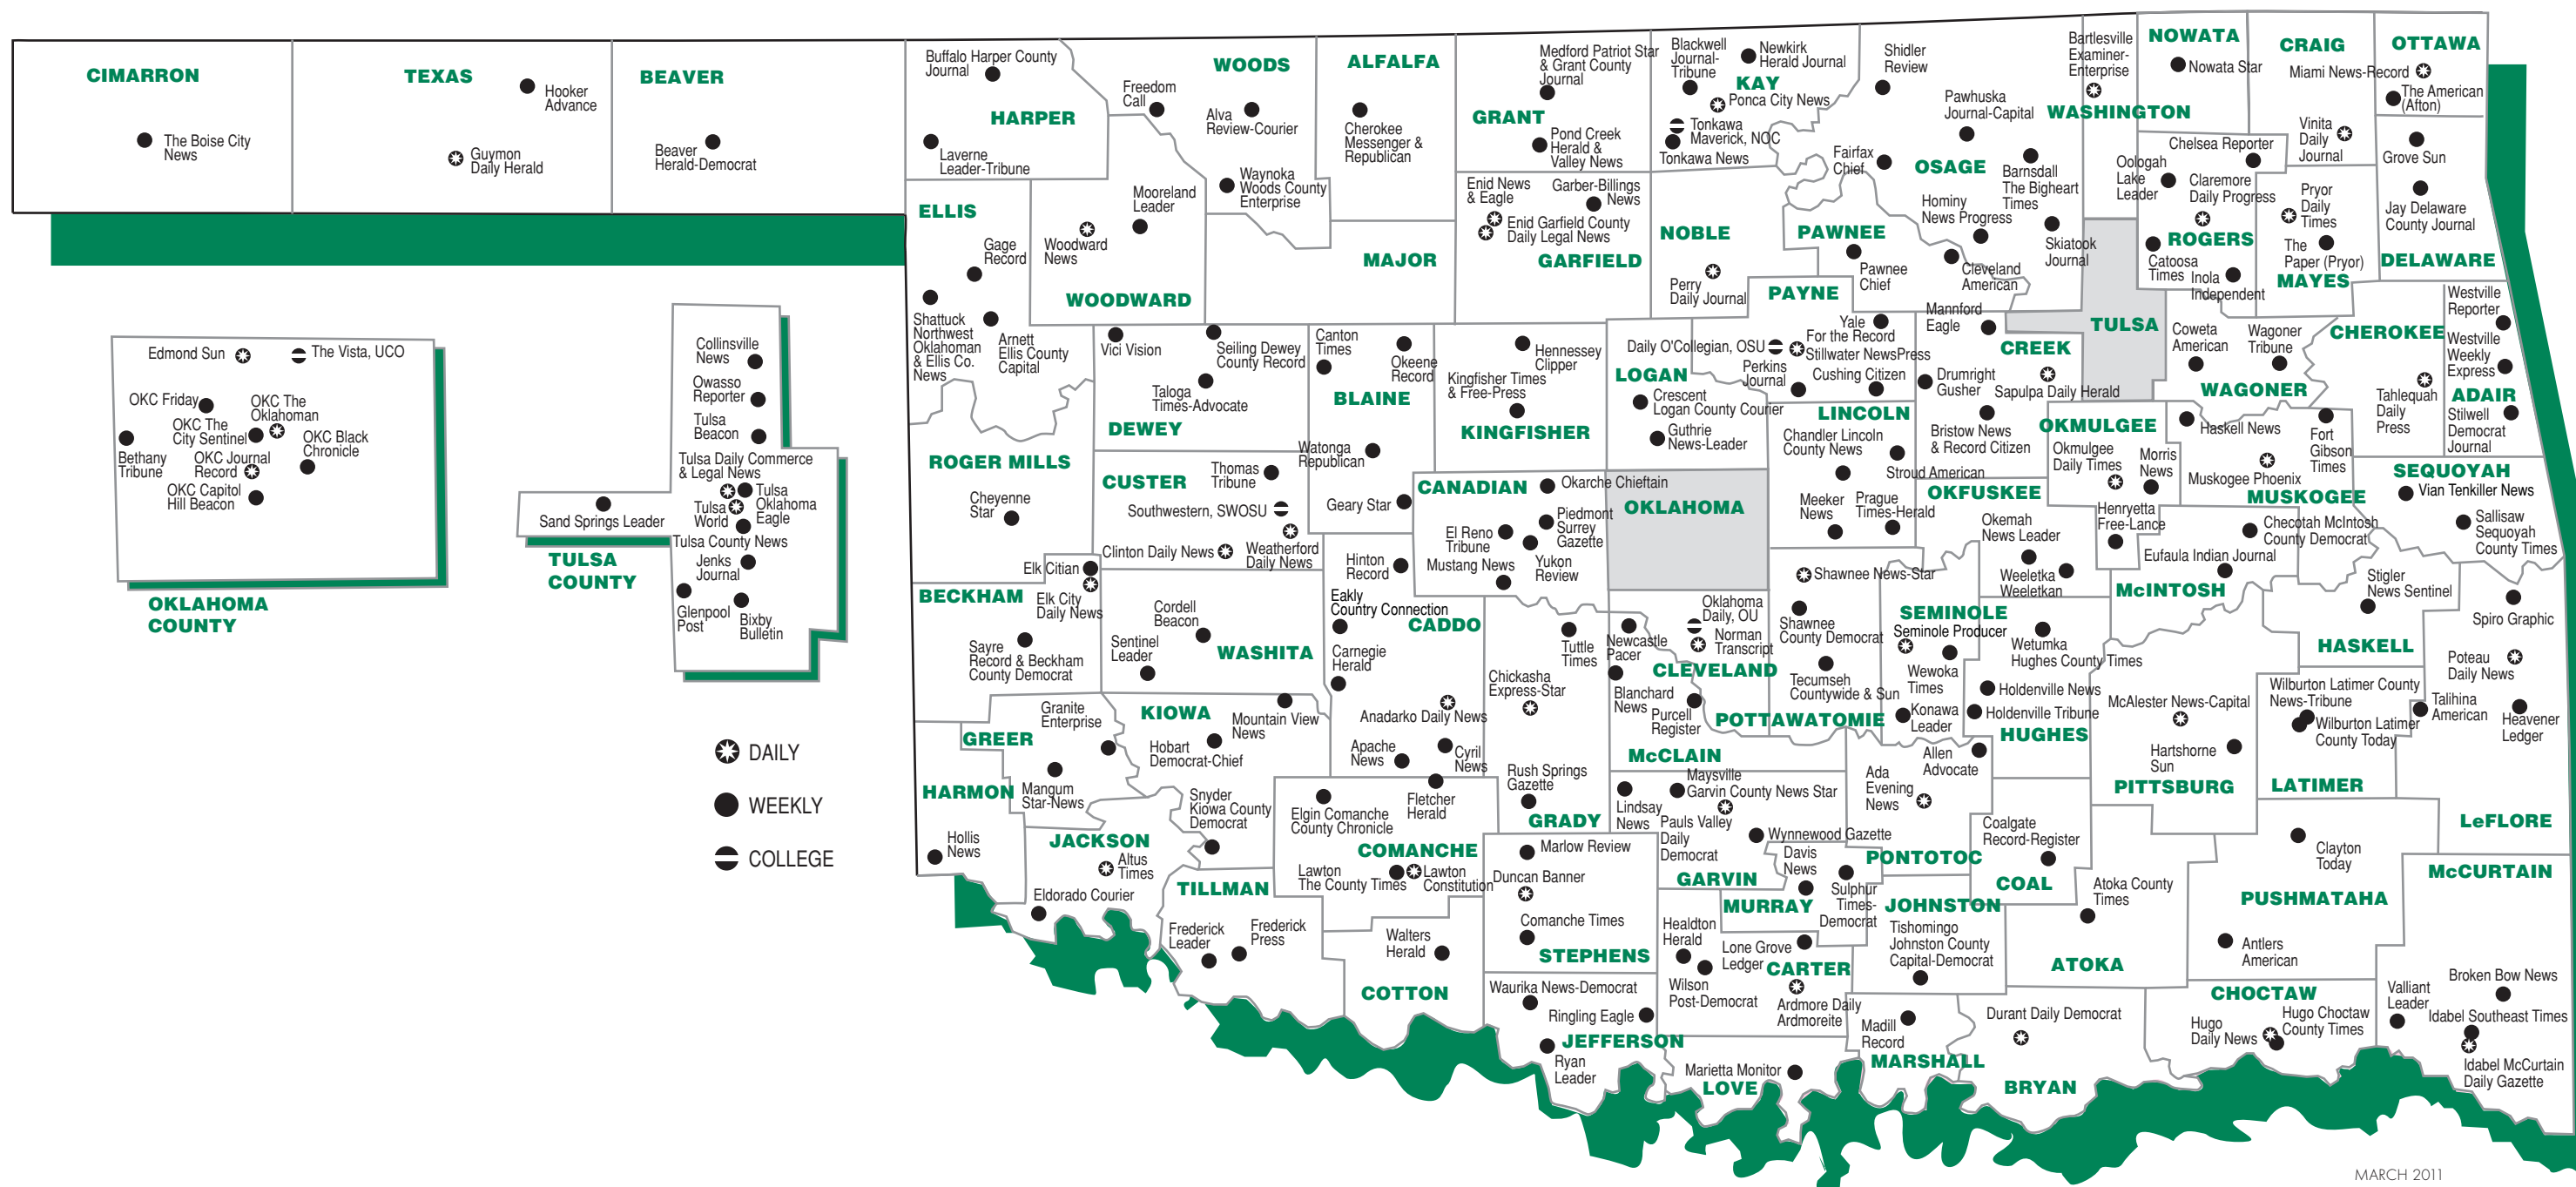 CIMARRON
The Boise City
News
TEXAS
Hooker
Advance
Guymon
Daily Herald
BEAVER
Beaver
Herald-Democrat
Buffalo Harper County
Journal
HARPER
Laverne
Leader-Tribune
Freedom
Call
WOODS
Alva
Review-Courier
Waynoka
Woods County
Enterprise
ALFALFA
Cherokee
Messenger &
Republican
Medford Patriot Star
& Grant County
Journal
GRANT
Pond Creek
Herald &
Valley News
Blackwell
Journal-
Tribune
Newkirk
Herald Journal
KAY
Ponca City News
Tonkawa
Maverick, NOC
Tonkawa News
Shidler
Review
Pawhuska
Journal-Capital
Fairfax
Chief
OSAGE
Barnsdall
The Bigheart
Times
Hominy
News Progress
Skiatook
Journal
Bartlesville
Examiner-
Enterprise
WASHINGTON
NOWATA
Nowata Star
CRAIG
Vinita
Daily
Journal
OTTAWA
Miami News-Record
The American
(Afton)
Grove Sun
Jay Delaware
County Journal
DELAWARE
Chelsea Reporter
Oologah
Lake
Leader
Claremore
Daily Progress
ROGERS
Catoosa
Times
Inola
Independent
Pryor
Daily
Times
The
Paper (Pryor)
MAYES
ELLIS
Gage
Record
Shattuck
Northwest
Oklahoman
& Ellis Co.
News
Arnett
Ellis County
Capital
Mooreland
Leader
Woodward
News
WOODWARD
MAJOR
Enid News
& Eagle
Garber-Billings
News
Enid Garfield County
Daily Legal News
GARFIELD
NOBLE
Perry
Daily Journal
PAWNEE
Pawnee
Chief
Cleveland
American
PAYNE
Yale
For the Record
Daily O'Collegian, OSU
Stillwater NewsPress
Perkins
Journal
Cushing Citizen
Mannford
Eagle
CREEK
Drumright
Gusher
Sapulpa Daily Herald
Bristow News
& Record Citizen
TULSA
Coweta
American
Wagoner
Tribune
WAGONER
CHEROKEE
Tahlequah
Daily
Press
Westville
Reporter
Westville
Weekly
Express
ADAIR
Stilwell
Democrat
Journal
Edmond Sun
The Vista, UCO
OKC Friday
OKC The
Oklahoman
OKC The
City Sentinel
OKC Black
Chronicle
Bethany
Tribune
OKC Journal
Record
OKC Capitol
Hill Beacon
OKLAHOMA
COUNTY
Collinsville
News
Owasso
Reporter
Tulsa
Beacon
Tulsa Daily Commerce
& Legal News
Tulsa
Oklahoma
Eagle
Tulsa
World
Sand Springs Leader
Tulsa County News
Jenks
Journal
Glenpool
Post
Bixby
Bulletin
TULSA
COUNTY
DAILY
WEEKLY
COLLEGE
Vici Vision
Seiling Dewey
County Record
Taloga
Times-Advocate
DEWEY
Canton
Times
Okeene
Record
BLAINE
Watonga
Republican
Geary Star
Hennessey
Clipper
Kingfisher Times
& Free-Press
KINGFISHER
LOGAN
Crescent
Logan County Courier
Guthrie
News-Leader
LINCOLN
Chandler Lincoln
County News
Stroud American
Meeker
News
Prague
Times-Herald
OKMULGEE
Okmulgee
Daily Times
Morris
News
Henryetta
Free-Lance
Haskell News
Fort
Gibson
Times
Muskogee Phoenix
MUSKOGEE
SEQUOYAH
Vian Tenkiller News
Sallisaw
Sequoyah
County Times
ROGER MILLS
Cheyenne
Star
CUSTER
Thomas
Tribune
Southwestern, SWOSU
Clinton Daily News
Weatherford
Daily News
CANADIAN
Okarche Chieftain
Piedmont
Surrey
Gazette
El Reno
Tribune
Mustang News
Yukon
Review
OKLAHOMA
OKFUSKEE
Okemah
News Leader
Weeletka
Weeleetkan
Checotah McIntosh
County Democrat
Eufaula Indian Journal
McINTOSH
Stigler
News Sentinel
HASKELL
Spiro Graphic
Poteau
Daily News
Talihina
American
Heavener
Ledger
LeFLORE
BECKHAM
Elk Citian
Elk City
Daily News
Sayre
Record & Beckham
County Democrat
Cordell
Beacon
Sentinel
Leader
WASHITA
Hinton
Record
Eakly
Country Connection
CADDO
Carnegie
Herald
Anadarko Daily News
Apache
News
Cyril
News
Tuttle
Times
Chickasha
Express-Star
Rush Springs
Gazette
GRADY
Newcastle
Pacer
Blanchard
News
Purcell
Register
McCLAIN
Oklahoma
Daily, OU
Norman
Transcript
CLEVELAND
Shawnee News-Star
Shawnee
County Democrat
Tecumseh
Countywide & Sun
POTTAWATOMIE
SEMINOLE
Seminole Producer
Wewoka
Times
Konawa
Leader
Wetumka
Hughes County Times
Holdenville News
Holdenville Tribune
HUGHES
McAlester News-Capital
Hartshorne
Sun
PITTSBURG
Wilburton Latimer County
News-Tribune
Wilburton Latimer
County Today
LATIMER
GREER
Granite
Enterprise
Mangum
Star-News
HARMON
Hollis
News
KIOWA
Mountain View
News
Hobart
Democrat-Chief
Snyder
Kiowa County
Democrat
JACKSON
Altus
Times
Eldorado Courier
TILLMAN
Frederick
Leader
Frederick
Press
Elgin Comanche
County Chronicle
Fletcher
Herald
COMANCHE
Lawton
The County Times
Lawton
Constitution
Walters
Herald
COTTON
Marlow Review
Duncan Banner
Comanche Times
STEPHENS
Waurika News-Democrat
Ringling Eagle
JEFFERSON
Ryan
Leader
Lindsay
News
Maysville
Garvin County News Star
Pauls Valley
Daily
Democrat
Wynnewood Gazette
GARVIN
Davis
News
Sulphur
Times-
Democrat
MURRAY
Ada
Evening
News
Allen
Advocate
PONTOTOC
Coalgate
Record-Register
COAL
Atoka County
Times
ATOKA
JOHNSTON
Tishomingo
Johnston County
Capital-Democrat
Healdton
Herald
Lone Grove
Ledger
CARTER
Wilson
Post-Democrat
Ardmore Daily
Ardmoreite
Marietta Monitor
LOVE
Madill
Record
MARSHALL
Durant Daily Democrat
BRYAN
Clayton
Today
PUSHMATAHA
Antlers
American
CHOCTAW
Hugo
Daily News
Hugo Choctaw
County Times
McCURTAIN
Broken Bow News
Valliant
Leader
Idabel Southeast Times
Idabel McCurtain
Daily Gazette
MARCH 2011